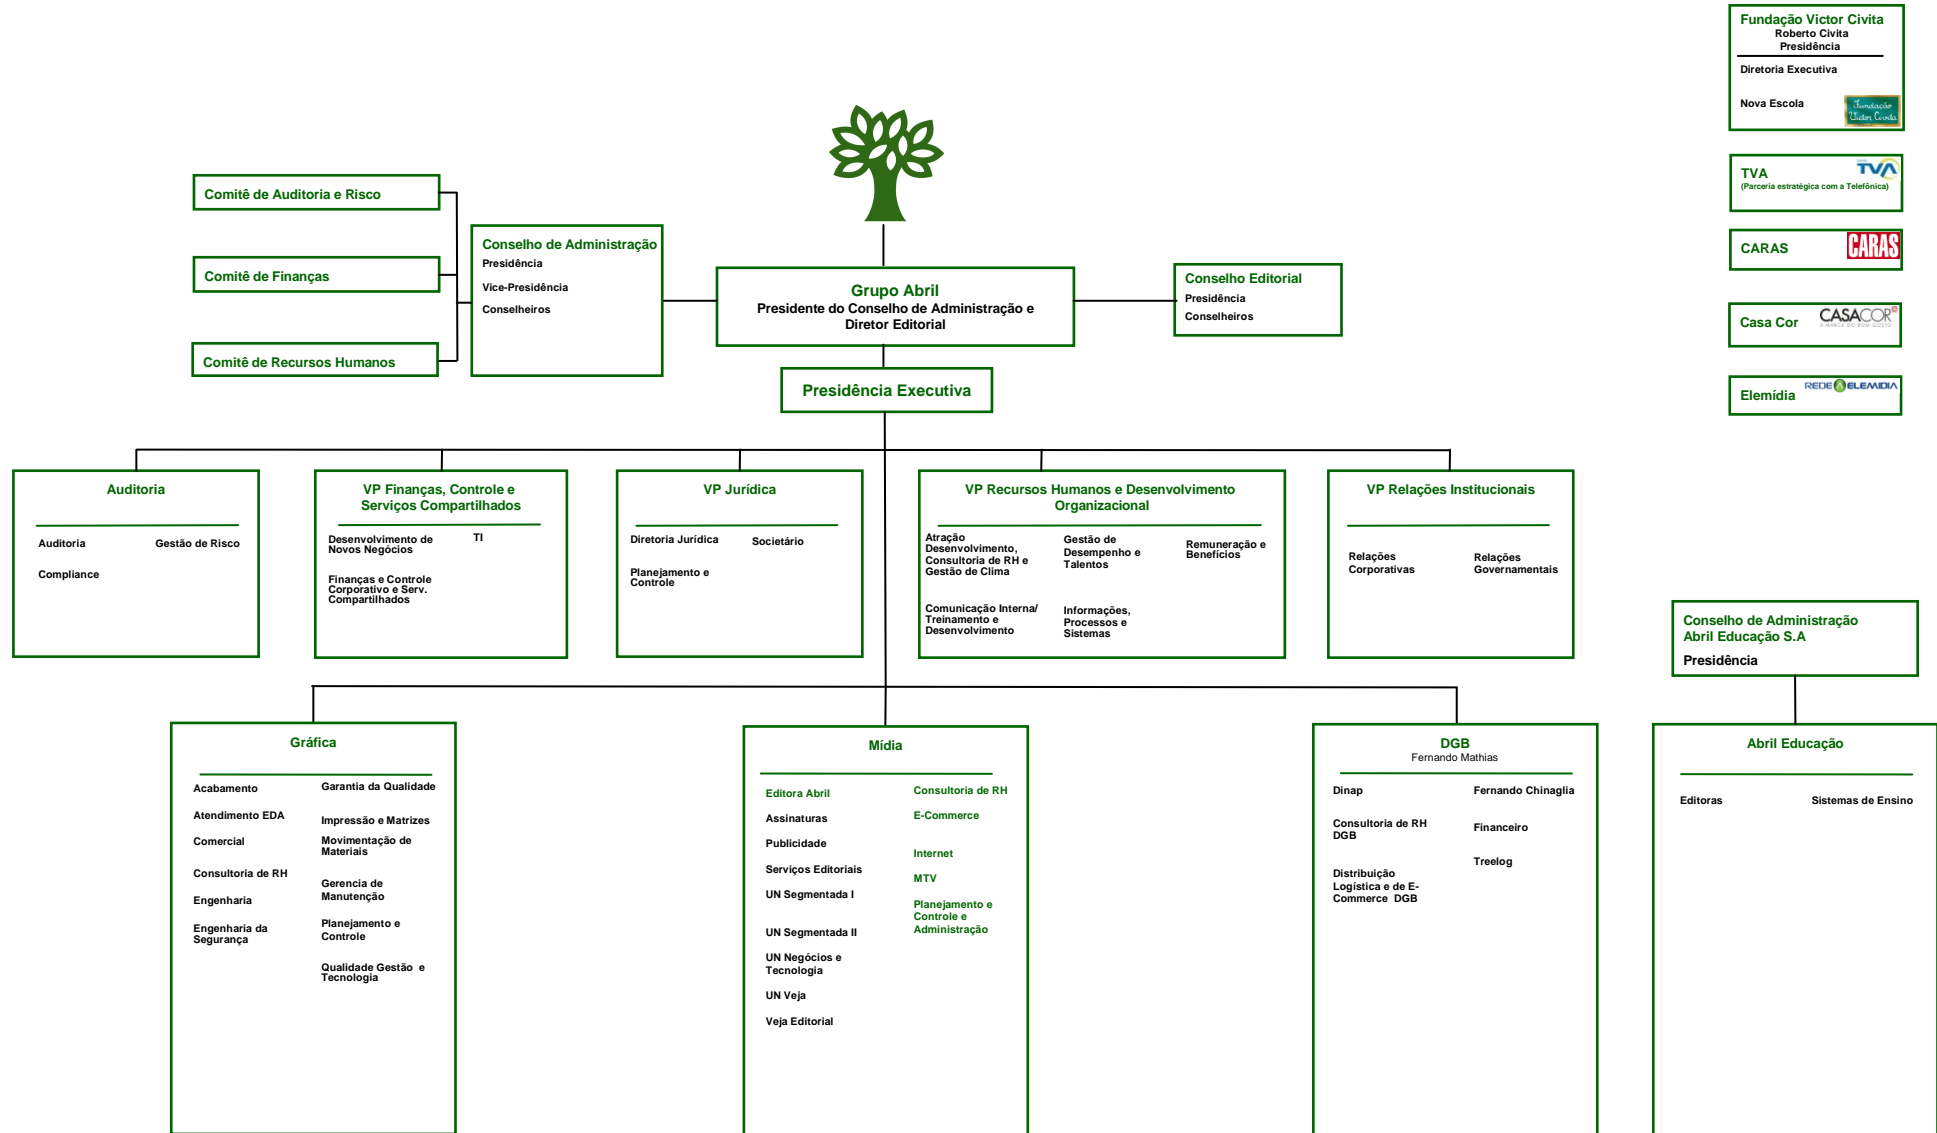 Fundação Victor Civita
Roberto Civita
Presidência
Diretoria Executiva
Nova Escola
Fundação
Victor Civita
TVA
TVA
(Parceria estratégica com a Telefônica)
CARAS
CARAS
Casa Cor
CASACOR
A MARCA DO BOM GOSTO
Elemídia
REDE ELEMIDIA
Comitê de Auditoria e Risco
Comitê de Finanças
Comitê de Recursos Humanos
Conselho de Administração
Presidência
Vice-Presidência
Conselheiros
Grupo Abril
Presidente do Conselho de Administração e
Diretor Editorial
Conselho Editorial
Presidência
Conselheiros
Presidência Executiva
Auditoria
Auditoria
Gestão de Risco
Compliance
VP Finanças, Controle e
Serviços Compartilhados
Desenvolvimento de
Novos Negócios
TI
Finanças e Controle
Corporativo e Serv.
Compartilhados
VP Jurídica
Diretoria Jurídica
Societário
Planejamento e
Controle
VP Recursos Humanos e Desenvolvimento
Organizacional
Atração
Desenvolvimento,
Consultoria de RH e
Gestão de Clima
Gestão de
Desempenho e
Talentos
Remuneração e
Benefícios
Comunicação Interna/
Treinamento e
Desenvolvimento
Informações,
Processos e
Sistemas
VP Relações Institucionais
Relações
Corporativas
Relações
Governamentais
Conselho de Administração
Abril Educação S.A
Presidência
Gráfica
Acabamento
Atendimento EDA
Comercial
Consultoria de RH
Engenharia
Engenharia da
Segurança
Garantia da Qualidade
Impressão e Matrizes
Movimentação de
Materiais
Gerencia de
Manutenção
Planejamento e
Controle
Qualidade Gestão e
Tecnologia
Mídia
Editora Abril
Assinaturas
Publicidade
Serviços Editoriais
UN Segmentada I
UN Segmentada II
UN Negócios e
Tecnologia
UN Veja
Veja Editorial
Consultoria de RH
E-Commerce
Internet
MTV
Planejamento e
Controle e
Administração
DGB
Fernando Mathias
Dinap
Consultoria de RH
DGB
Distribuição
Logística e de E-
Commerce DGB
Fernando Chinaglia
Financeiro
Treelog
Abril Educação
Editoras
Sistemas de Ensino